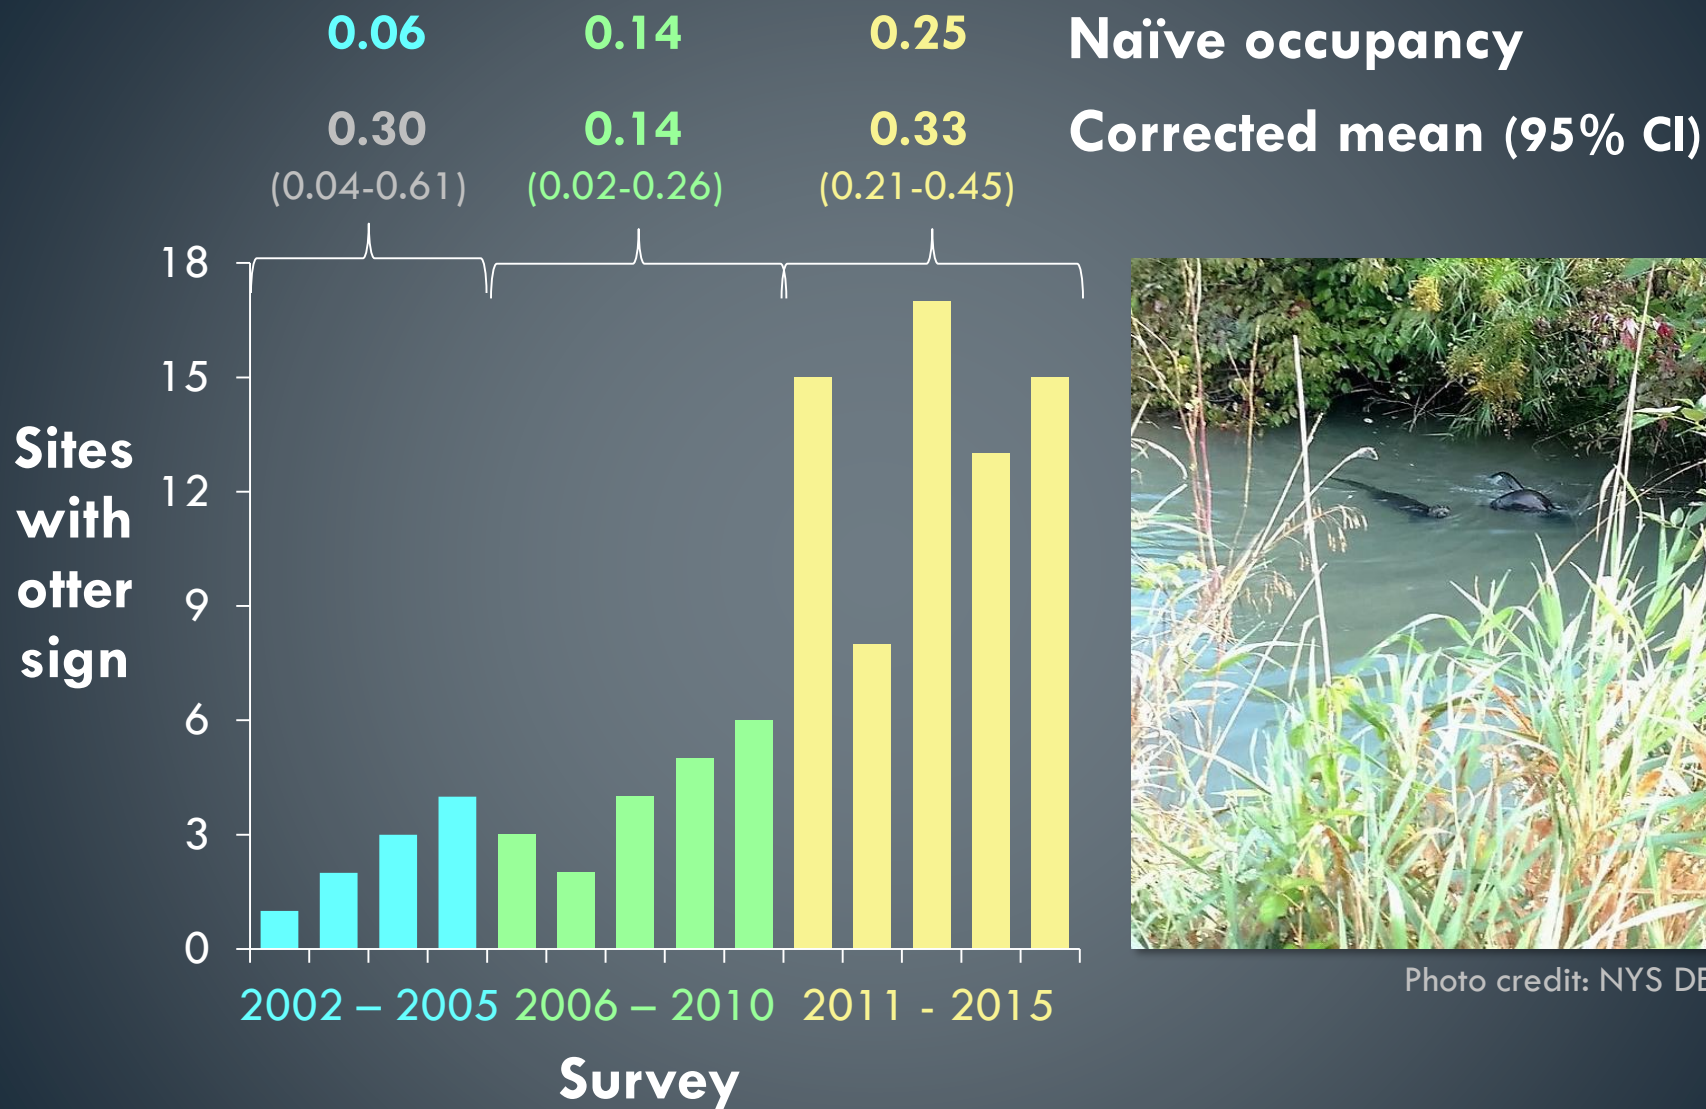 0.06 0.14 0.25 Naïve occupancy
0.30 0.14 0.33 Corrected mean (95% CI)
(0.04-0.61) (0.02-0.26) (0.21-0.45)
18
15
12
9
6
3
0
Sites
with
otter
sign
2002 – 2005 2006 – 2010 2011 - 2015
Survey
Photo credit: NYS